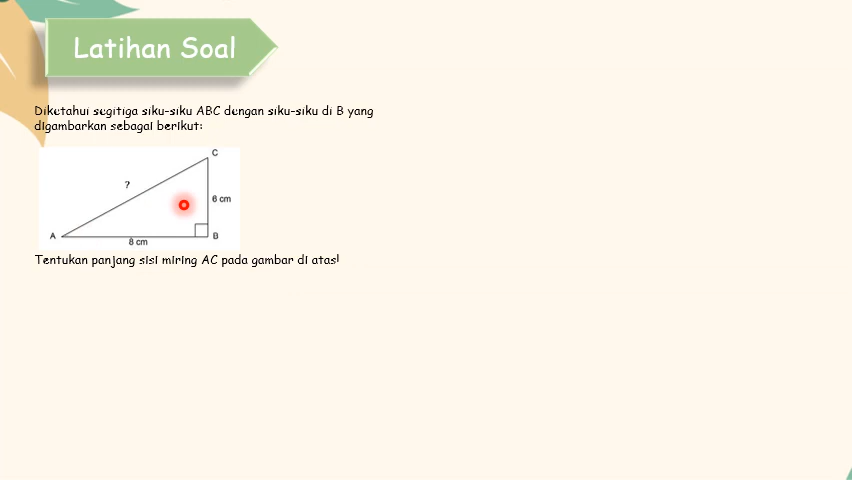 Latihan Soal
Diketahui segitiga siku-siku ABC dengan siku-siku di B yang
digambarkan sebagai berikut:
C
?
6 cm
A
B
8 cm
Tentukan panjang sisi miring AC pada gambar di atas!